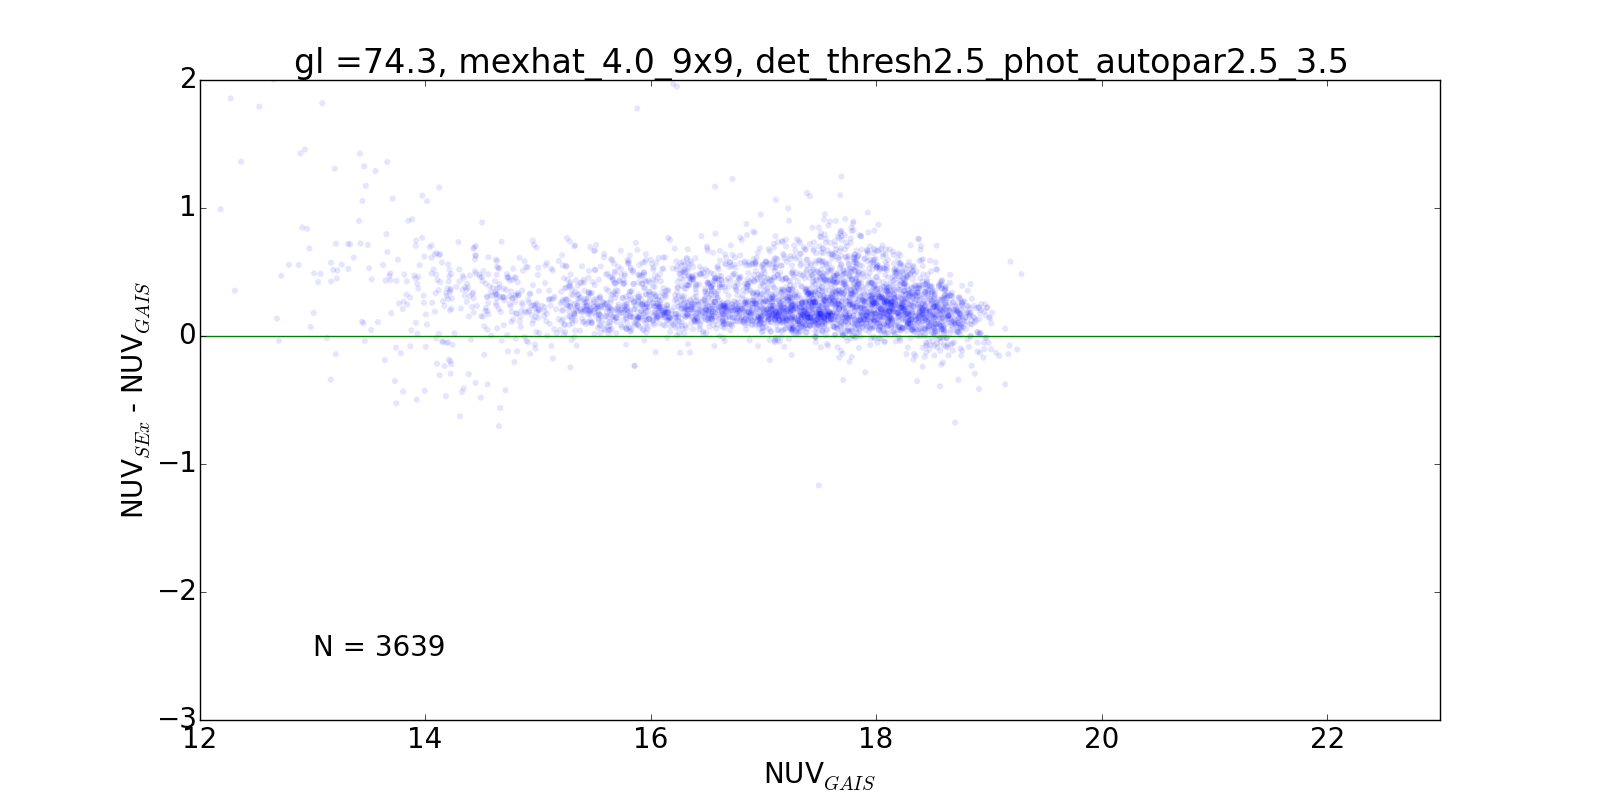 gl =74.3, mexhat_4.0_9x9, det_thresh2.5_phot_autopar2.5_3.5
2
1
0
−1
−2
−3
NUV_SEx - NUV_GAIS
N = 3639
12 14 16 18 20 22
NUV_GAIS